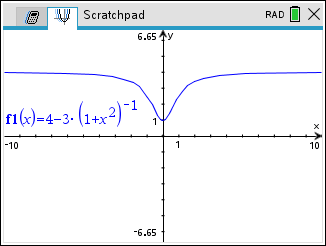 Scratchpad RAD
6.65 y
f1(x)=4-3·(1+x²)⁻¹
1
x
-10 1 10
-6.65